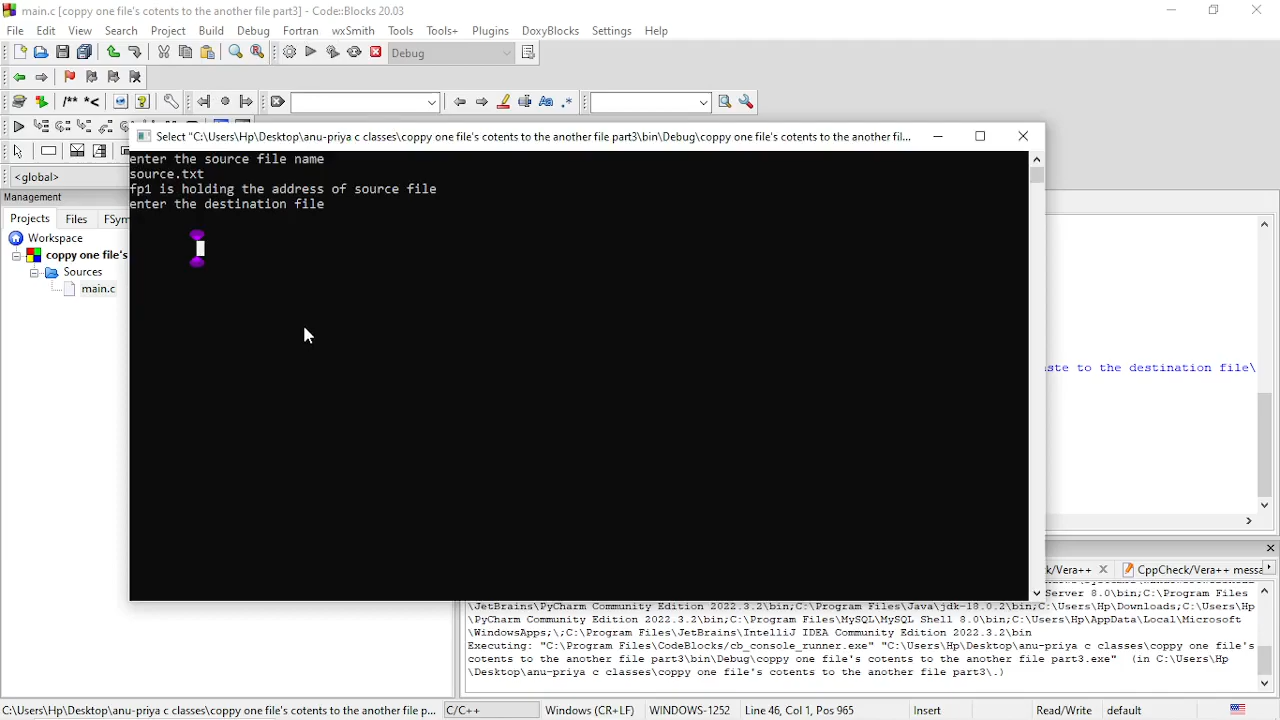 main.c [coppy one file's cotents to the another file part3] - Code::Blocks 20.03
File Edit View Search Project Build Debug Fortran wxSmith Tools Tools+ Plugins DoxyBlocks Settings Help
Debug
/** *<
<global>
Management
Projects Files FSym
Workspace
coppy one file's
Sources
main.c
Select "C:\Users\Hp\Desktop\anu-priya c classes\coppy one file's cotents to the another file part3\bin\Debug\coppy one file's cotents to the another fil...
enter the source file name
source.txt
fp1 is holding the address of source file
enter the destination file
ste to the destination file\
k/Vera++ CppCheck/Vera++ messa
Server 8.0\bin;C:\Program Files
\JetBrains\PyCharm Community Edition 2022.3.2\bin;C:\Program Files\Java\jdk-18.0.2\bin;C:\Users\Hp\Downloads;C:\Users\Hp
\PyCharm Community Edition 2022.3.2\bin;C:\Program Files\MySQL\MySQL Shell 8.0\bin;C:\Users\Hp\AppData\Local\Microsoft
\WindowsApps;\;C:\Program Files\JetBrains\IntelliJ IDEA Community Edition 2022.3.2\bin
Executing: "C:\Program Files\CodeBlocks/cb_console_runner.exe" "C:\Users\Hp\Desktop\anu-priya c classes\coppy one file's
cotents to the another file part3\bin\Debug\coppy one file's cotents to the another file part3.exe" (in C:\Users\Hp
\Desktop\anu-priya c classes\coppy one file's cotents to the another file part3\.)
C:\Users\Hp\Desktop\anu-priya c classes\coppy one file's cotents to the another file p... C/C++ Windows (CR+LF) WINDOWS-1252 Line 46, Col 1, Pos 965 Insert Read/Write default